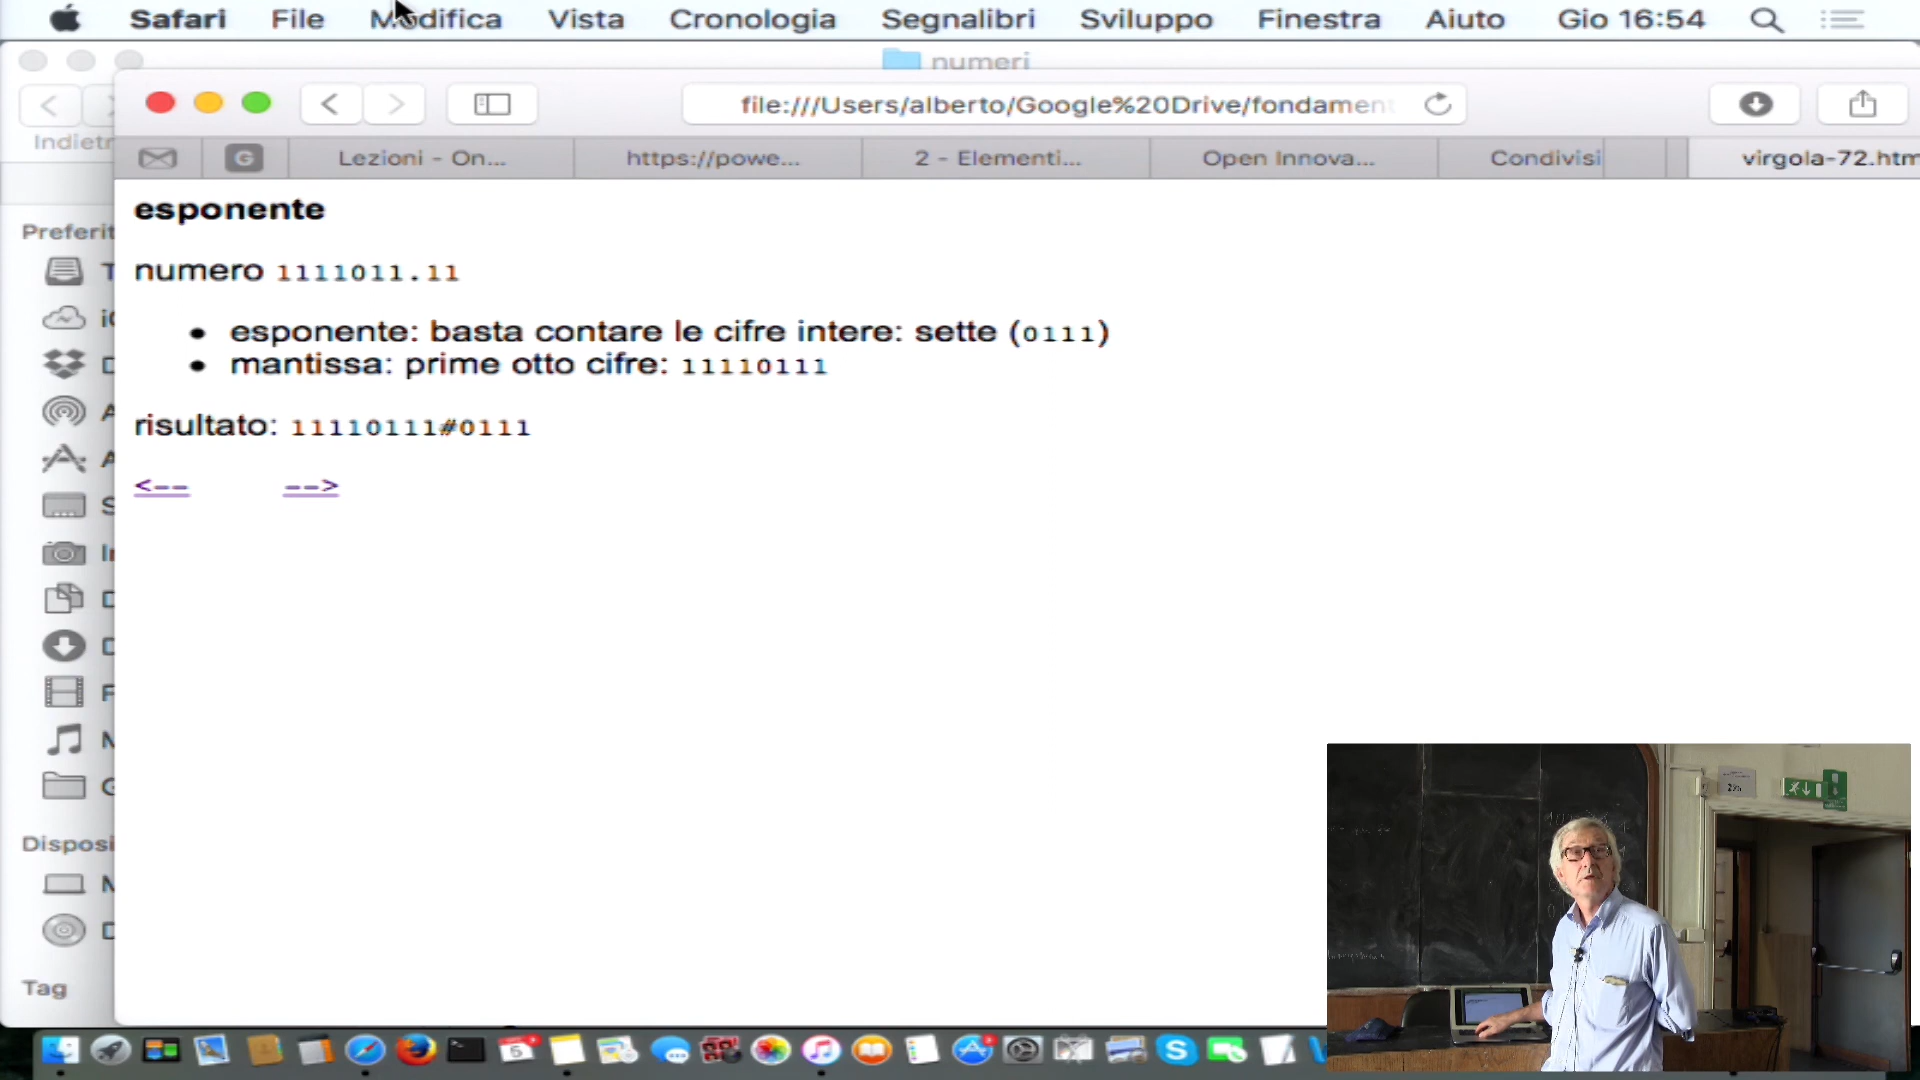 Safari File Modifica Vista Cronologia Segnalibri Sviluppo Finestra Aiuto Gio 16:54
numeri
file:///Users/alberto/Google%20Drive/fondament
Indietr
G Lezioni - On... https://powe... 2 - Elementi... Open Innova... Condivisi virgola-72.htm
esponente
Preferit
numero 1111011.11
esponente: basta contare le cifre intere: sette (0111)
mantissa: prime otto cifre: 11110111
risultato: 11110111#0111
<-- -->
Disposi
Tag